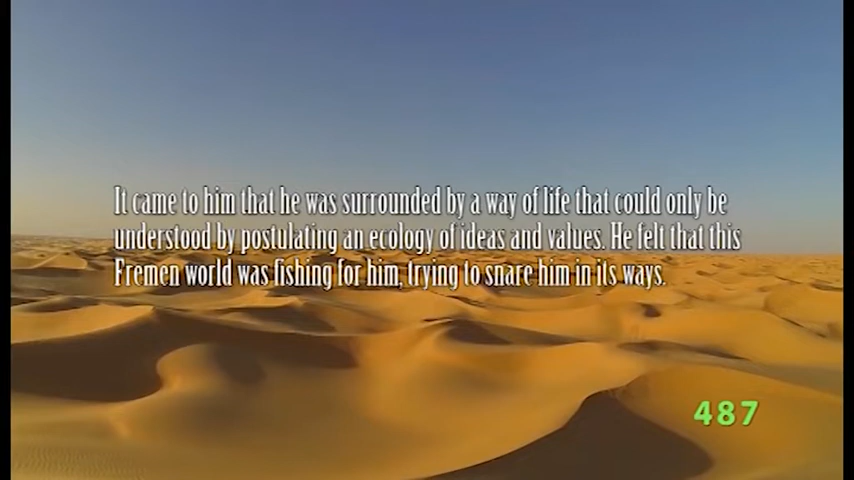 It came to him that he was surrounded by a way of life that could only be
understood by postulating an ecology of ideas and values. He felt that this
Fremen world was fishing for him, trying to snare him in its ways.
487